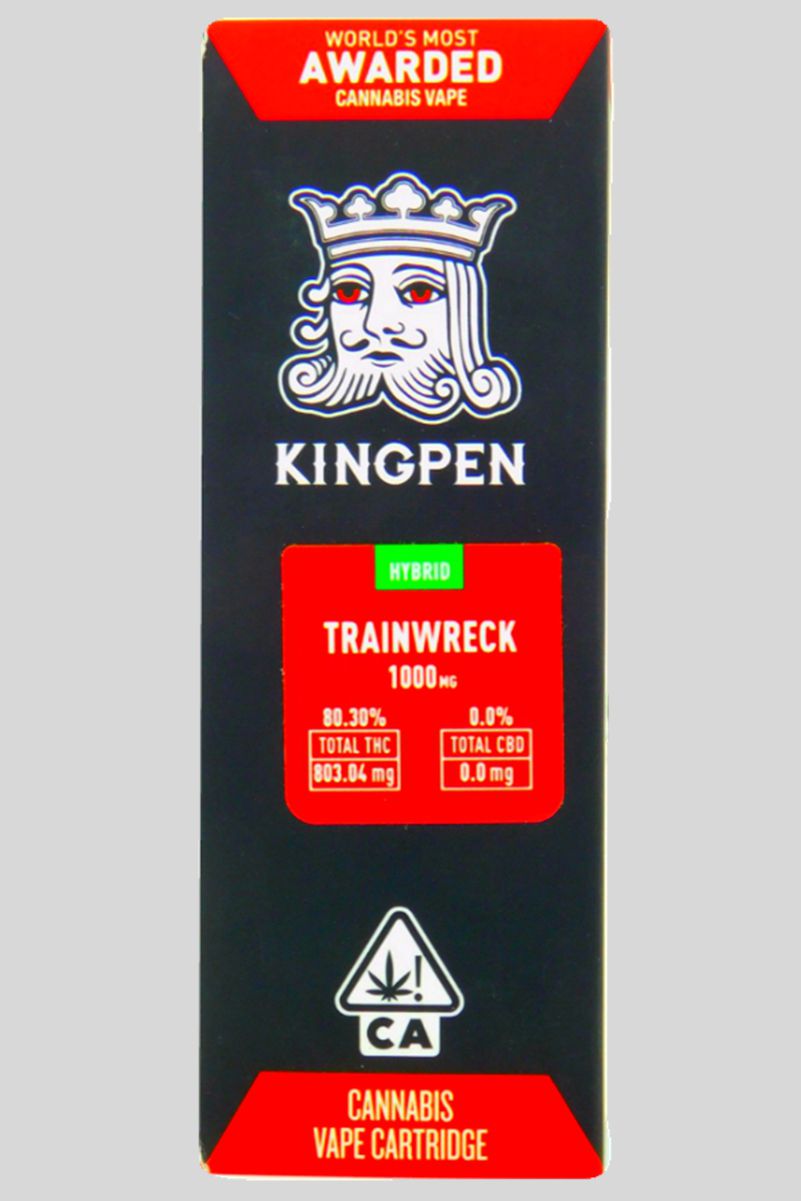 WORLD'S MOST
AWARDED
CANNABIS VAPE
KINGPEN
HYBRID
TRAINWRECK
1000MG
80.30% 0.0%
TOTAL THC TOTAL CBD
803.04 mg 0.0 mg
!
CA
CANNABIS
VAPE CARTRIDGE